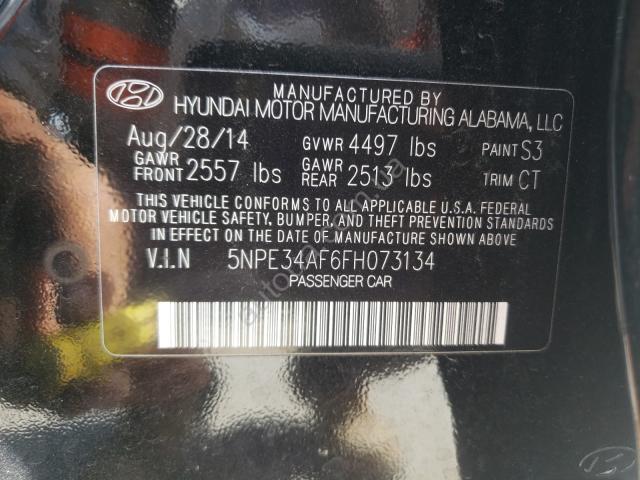 MANUFACTURED BY
HYUNDAI MOTOR MANUFACTURING ALABAMA, LLC
Aug/28/14 GVWR 4497 lbs PAINT S3
GAWR FRONT 2557 lbs GAWR REAR 2513 lbs TRIM CT
THIS VEHICLE CONFORMS TO ALL APPLICABLE U.S.A. FEDERAL
MOTOR VEHICLE SAFETY, BUMPER, AND THEFT PREVENTION STANDARDS
IN EFFECT ON THE DATE OF MANUFACTURE SHOWN ABOVE.
V.I.N 5NPE34AF6FH073134
PASSENGER CAR